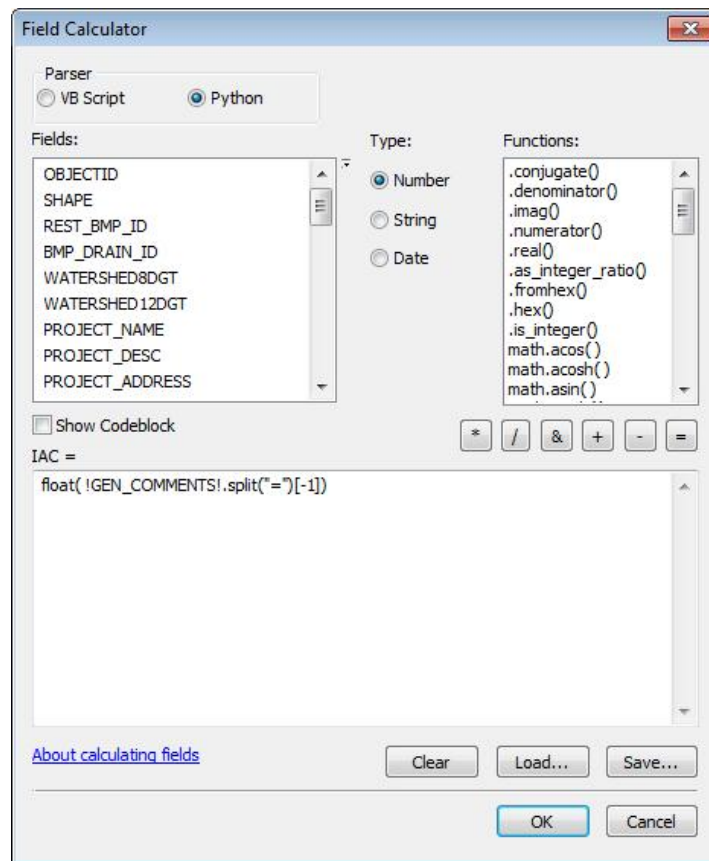 Field Calculator
Parser
VB Script
Python
Fields:
Type:
Functions:
OBJECTID
SHAPE
REST_BMP_ID
BMP_DRAIN_ID
WATERSHED8DGT
WATERSHED12DGT
PROJECT_NAME
PROJECT_DESC
PROJECT_ADDRESS
Number
String
Date
.conjugate()
.denominator()
.imag()
.numerator()
.real()
.as_integer_ratio()
.fromhex()
.hex()
.is_integer()
math.acos( )
math.acosh( )
math.asin( )
Show Codeblock
* / & + - =
IAC =
float( !GEN_COMMENTS!.split("=")[-1])
About calculating fields
Clear
Load...
Save...
OK
Cancel